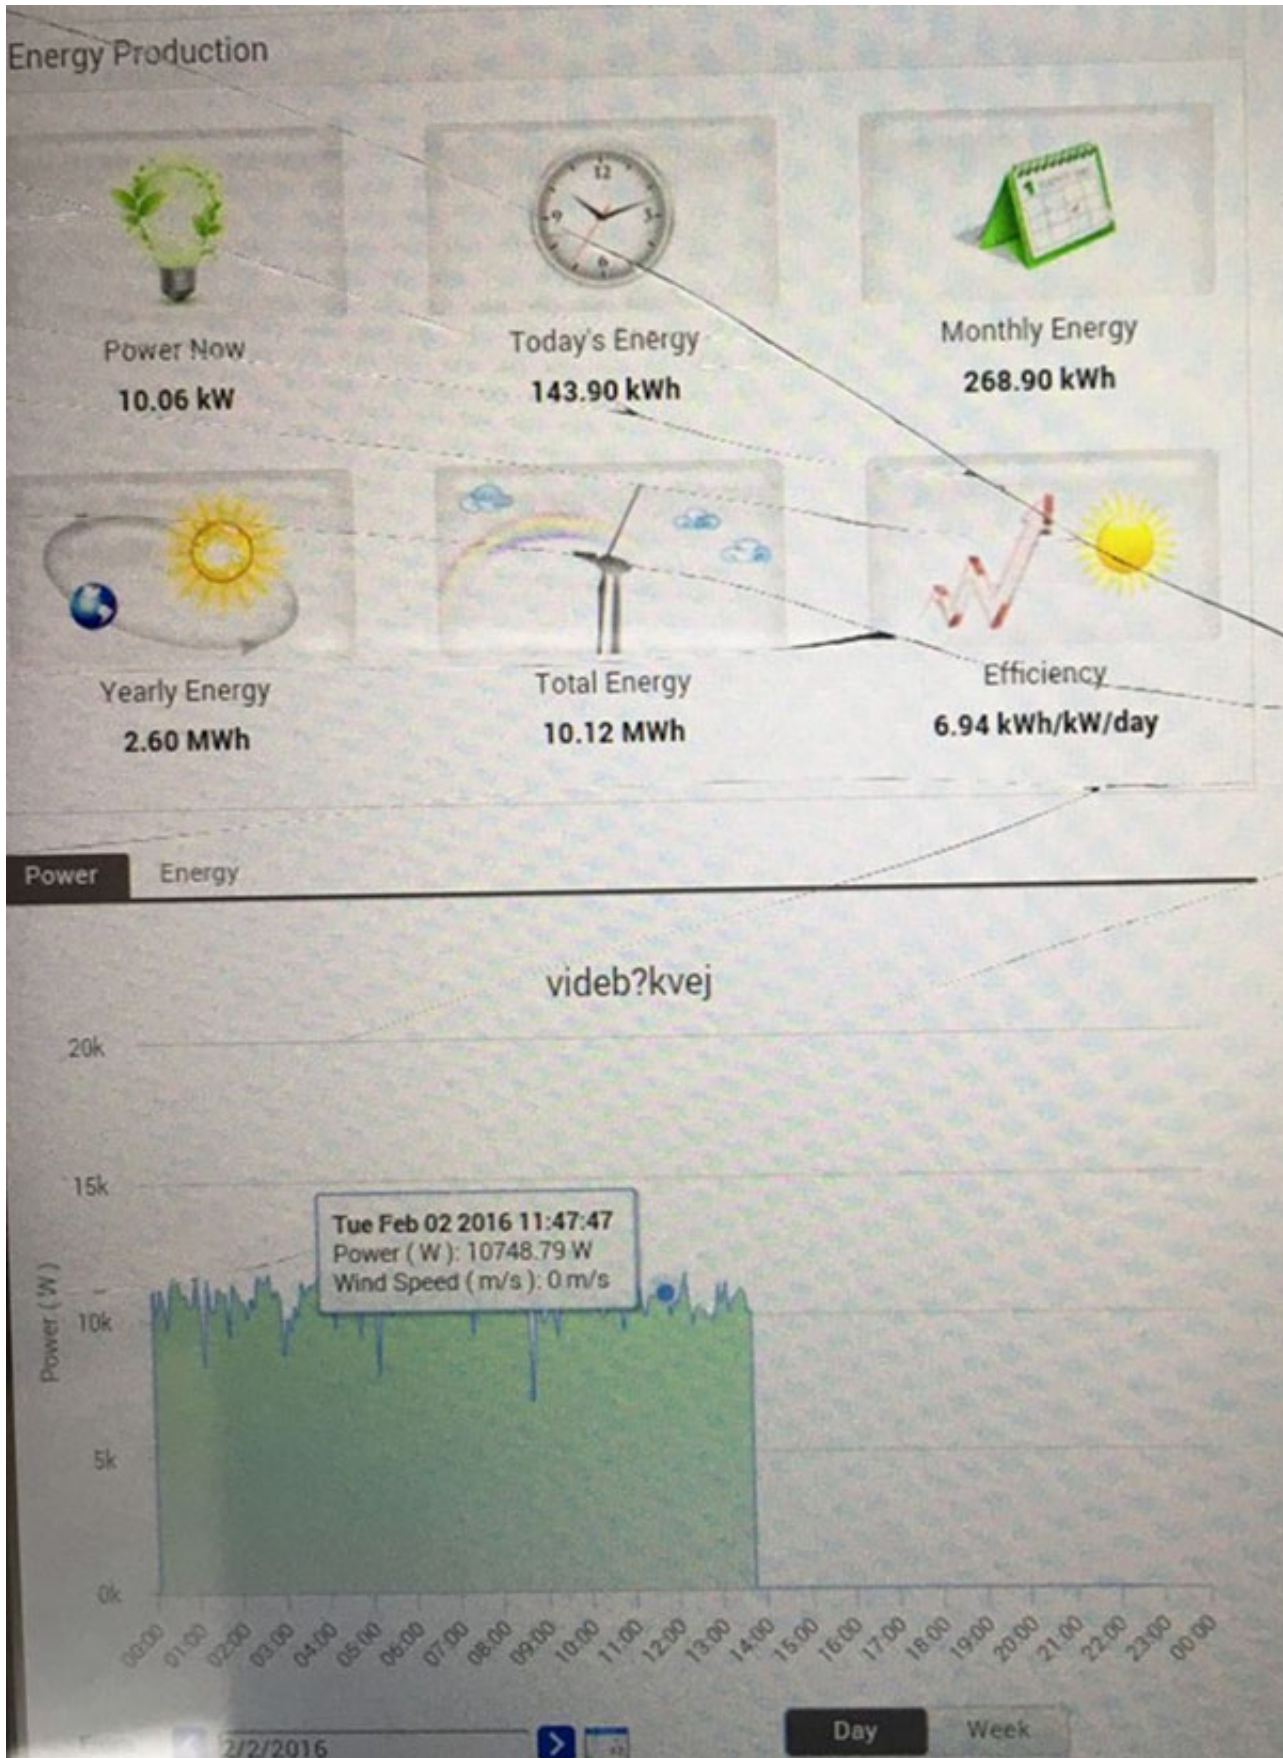 Energy Production
12
3
9
6
Power Now
10.06 kW
Today's Energy
143.90 kWh
Monthly Energy
268.90 kWh
Yearly Energy
2.60 MWh
Total Energy
10.12 MWh
Efficiency
6.94 kWh/kW/day
Power Energy
videb?kvej
20k
15k
Tue Feb 02 2016 11:47:47
Power ( W ): 10748.79 W
Wind Speed ( m/s ): 0 m/s
10k
5k
0k
Power ( W )
00:00 01:00 02:00 03:00 04:00 05:00 06:00 07:00 08:00 09:00 10:00 11:00 12:00 13:00 14:00 15:00 16:00 17:00 18:00 19:00 20:00 21:00 22:00 23:00 00:00
2/2/2016
Day Week